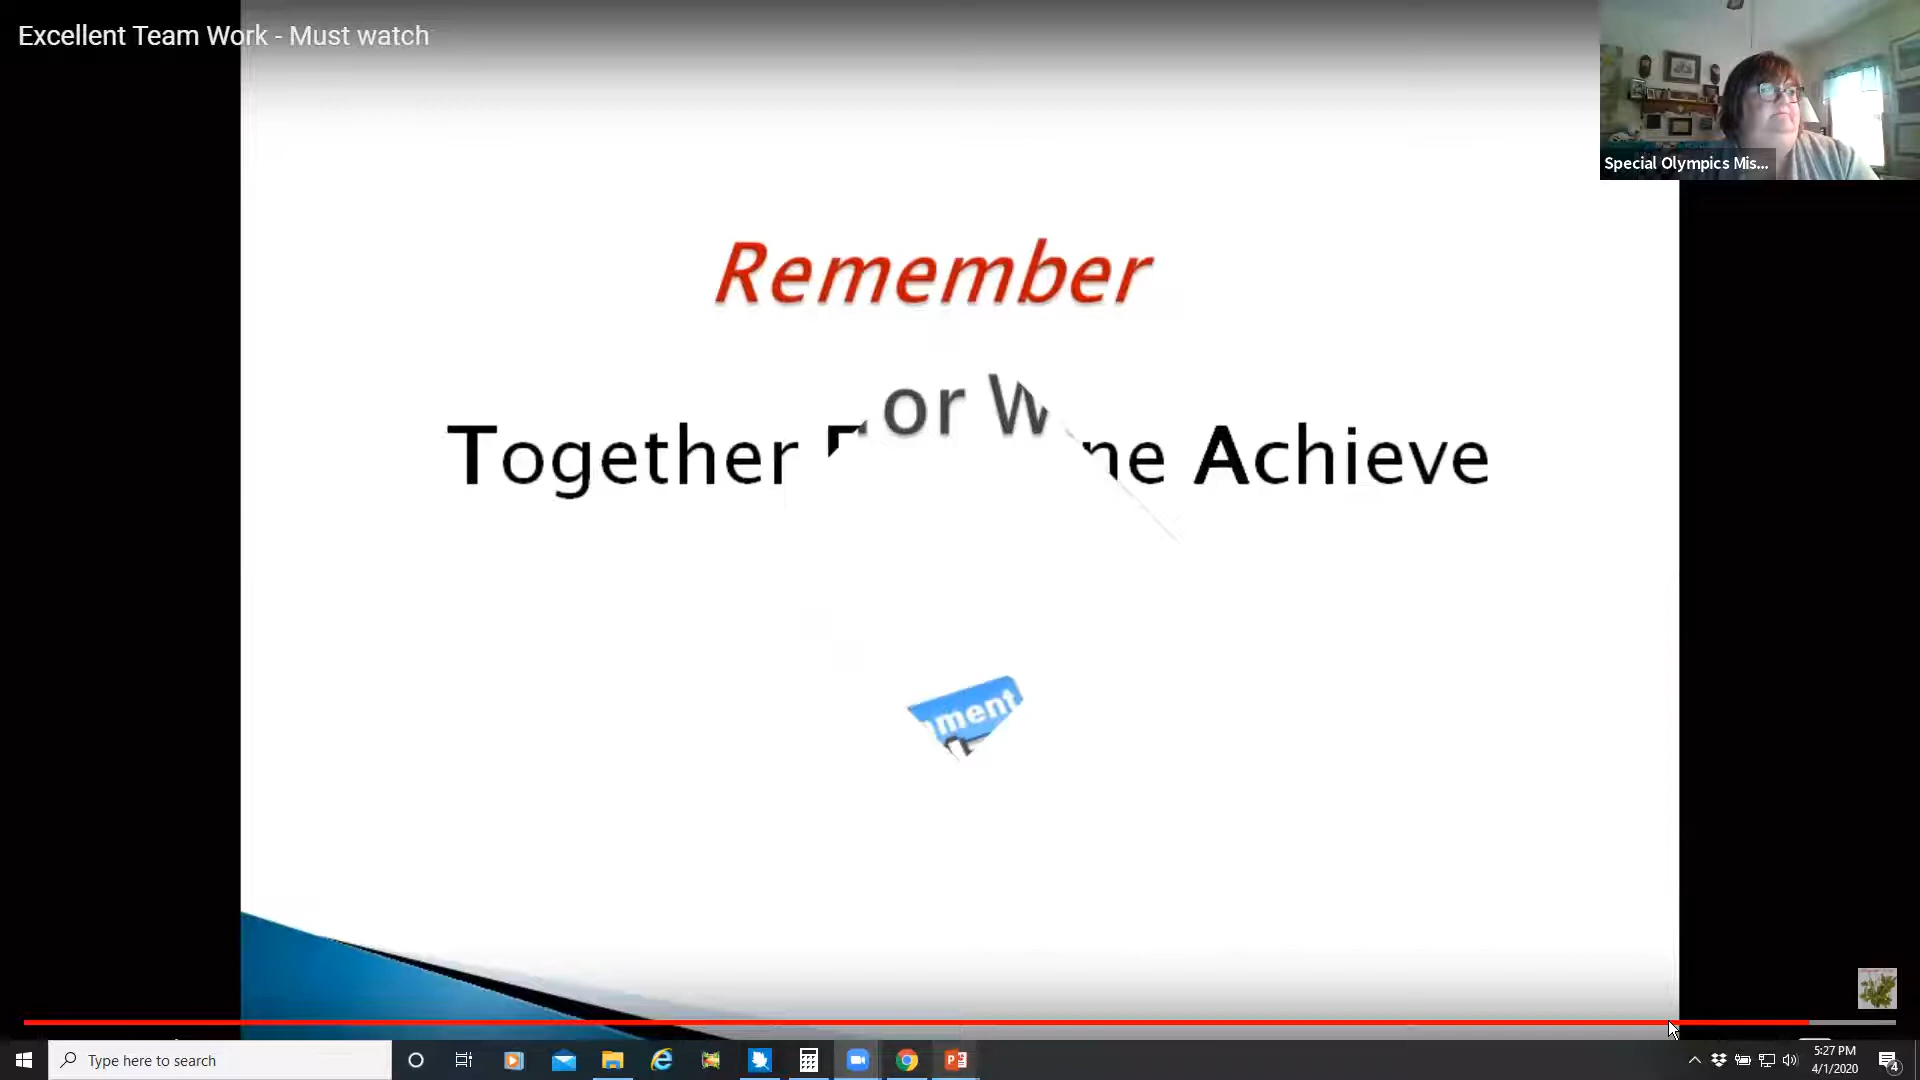 Excellent Team Work - Must watch
Special Olympics Mis...
Remember
or W
Together E ne Achieve
ment
Type here to search
5:27 PM
4/1/2020
4